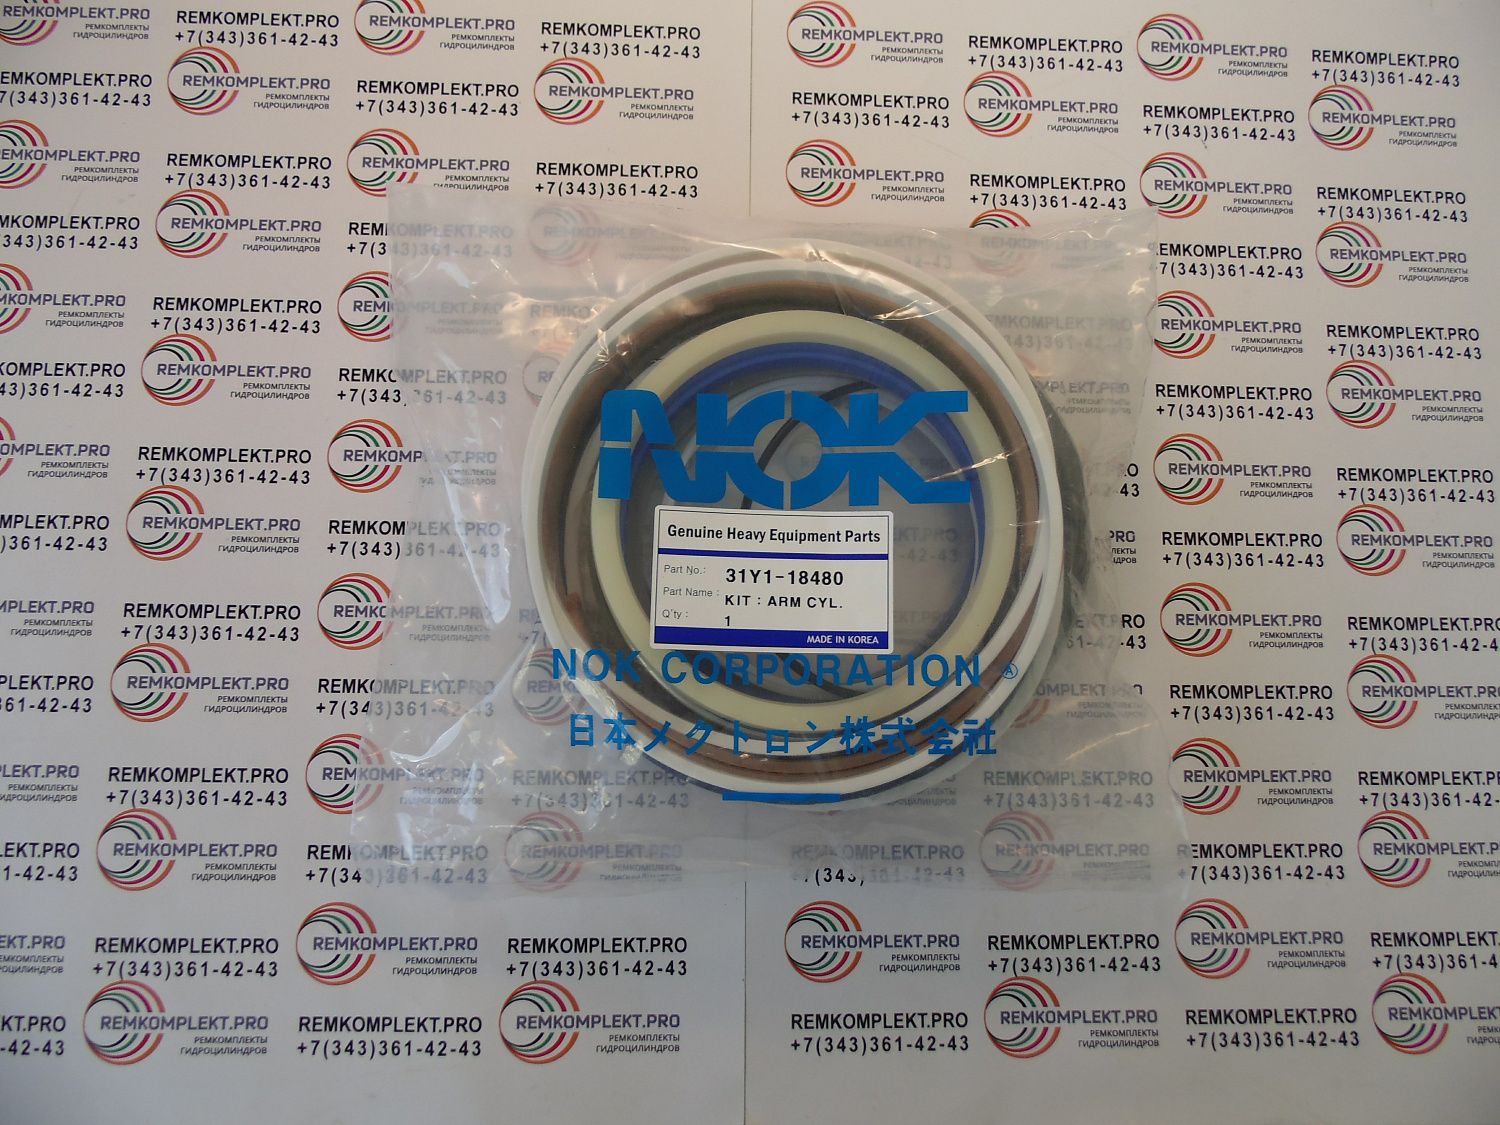 REMKOMPLEKT.PRO
РЕМКОМПЛЕКТЫ
ГИДРОЦИЛИНДРОВ
REMKOMPLEKT.PRO
+7(343)361-42-43
NOK
Genuine Heavy Equipment Parts
Part No.: 31Y1-18480
Part Name : KIT : ARM CYL.
Q'ty : 1
MADE IN KOREA
NOK CORPORATION ®
日本メクトロン株式会社